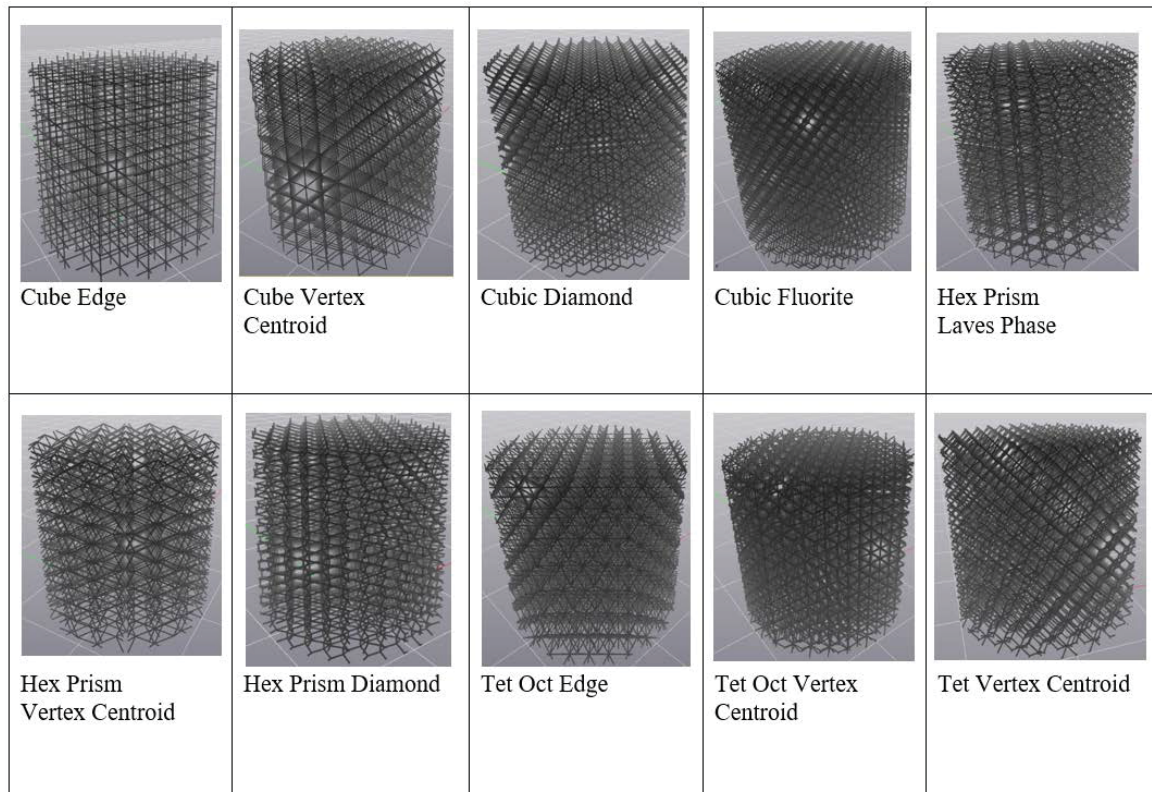 Cube Edge
Cube Vertex
Centroid
Cubic Diamond
Cubic Fluorite
Hex Prism
Laves Phase
Hex Prism
Vertex Centroid
Hex Prism Diamond
Tet Oct Edge
Tet Oct Vertex
Centroid
Tet Vertex Centroid